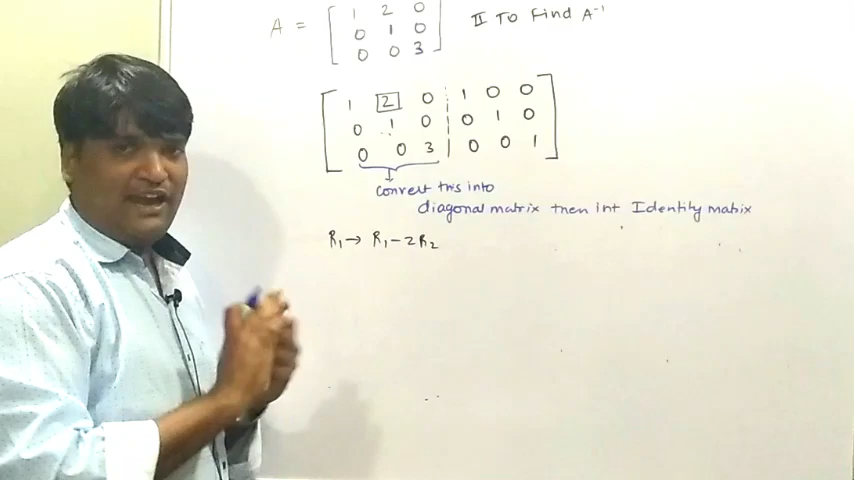 A = [ 1 2 0 II To Find A⁻¹
0 1 0
0 0 3 ]
[ 1 2 0 | 1 0 0
0 1 0 | 0 1 0
0 0 3 | 0 0 1 ]
convert this into
diagonal matrix then int Identity matrix
R₁ → R₁ - 2R₂